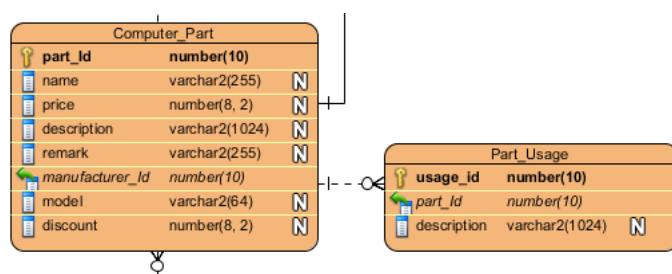 Computer_Part
part_Id number(10)
name varchar2(255) N
price number(8, 2) N
description varchar2(1024) N
remark varchar2(255) N
manufacturer_Id number(10)
model varchar2(64) N
discount number(8, 2) N
Part_Usage
usage_id number(10)
part_Id number(10)
description varchar2(1024) N